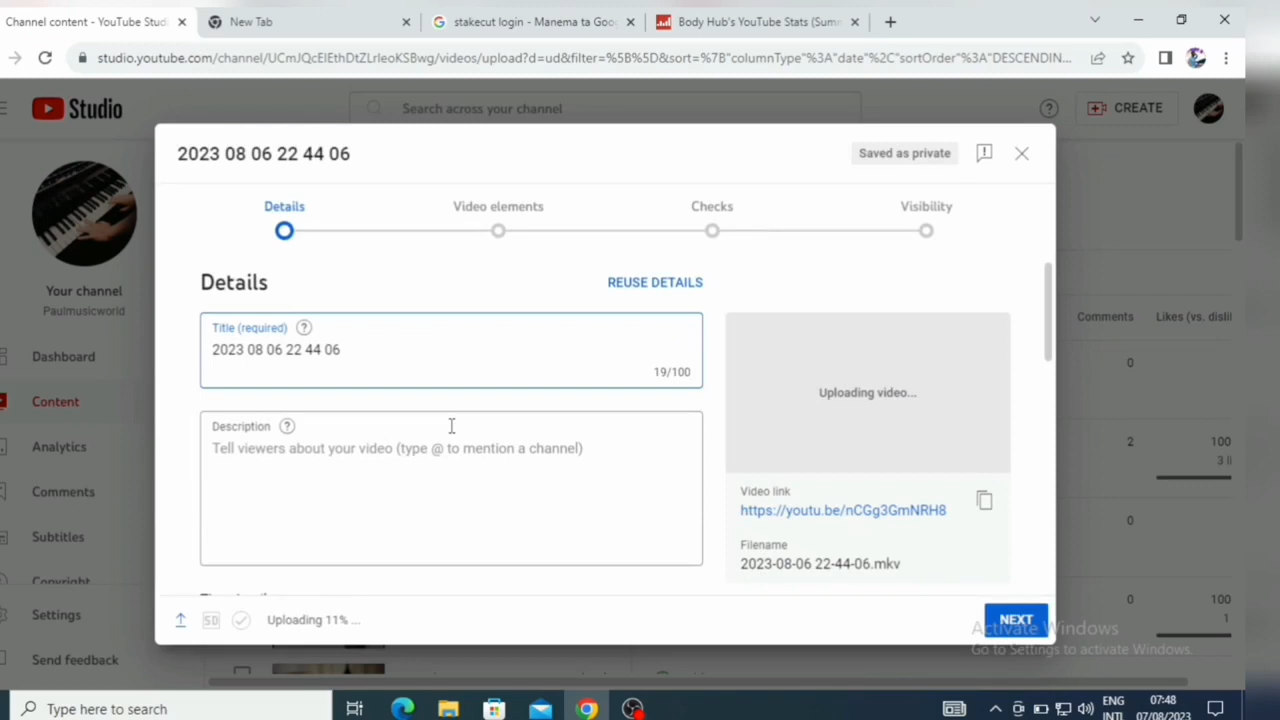 Channel content - YouTube Studi
New Tab
stakecut login - Manema ta Goo
Body Hub's YouTube Stats (Sum
studio.youtube.com/channel/UCmJQcElEthDtZLrleoKSBwg/videos/upload?d=ud&filter=%5B%5D&sort=%7B"columnType"%3A"date"%2C"sortOrder"%3A"DESCENDIN...
Studio
Search across your channel
CREATE
2023 08 06 22 44 06
Saved as private
Details
Video elements
Checks
Visibility
Details
REUSE DETAILS
Your channel
Paulmusicworld
Title (required)
2023 08 06 22 44 06
19/100
Comments
Likes (vs. disli
Dashboard
0
Uploading video...
Content
Description
Tell viewers about your video (type @ to mention a channel)
Analytics
2
100
3 li
Comments
Video link
https://youtu.be/nCGg3GmNRH8
0
Subtitles
Filename
2023-08-06 22-44-06.mkv
Copyright
0
100
1
Settings
SD
Uploading 11% ...
NEXT
Activate Windows
Go to Settings to activate Windows.
Send feedback
Type here to search
ENG
INTL
07:48
07/08/2023